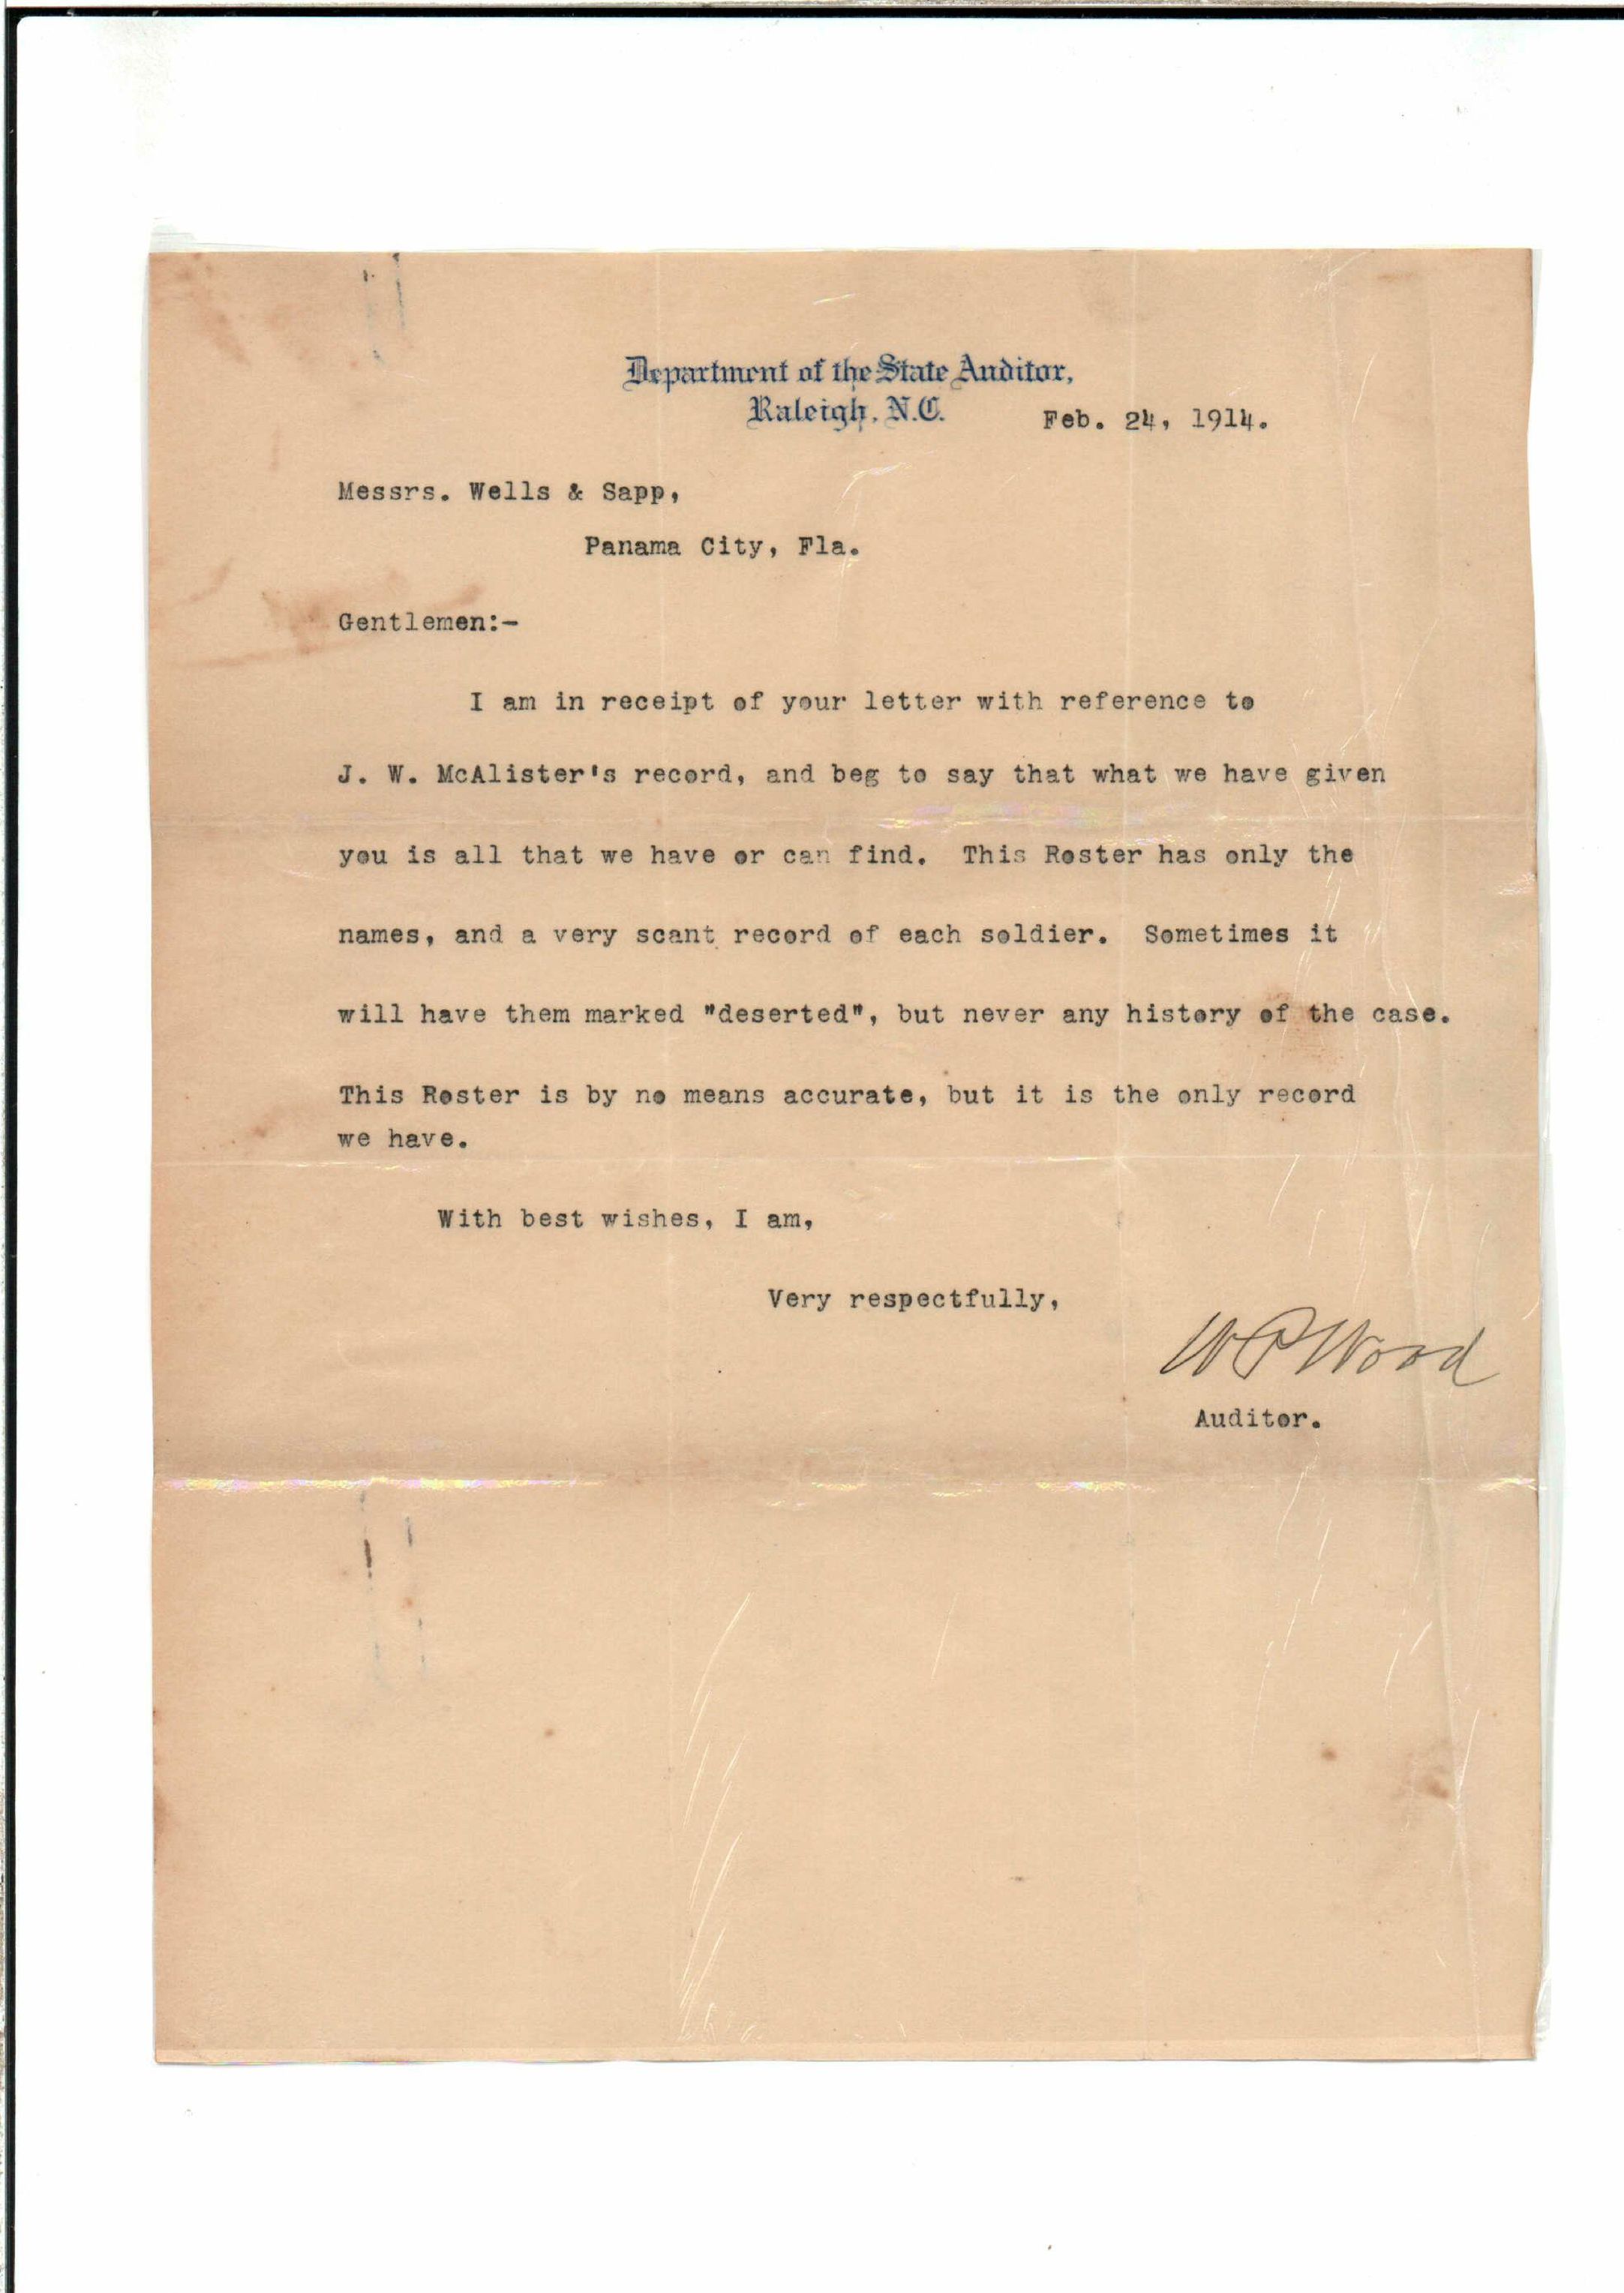 Department of the State Auditor,
Raleigh, N.C.
Feb. 24, 1914.
Messrs. Wells & Sapp,
Panama City, Fla.
Gentlemen:-
I am in receipt of your letter with reference to
J. W. McAlister's record, and beg to say that what we have given
you is all that we have or can find. This Roster has only the
names, and a very scant record of each soldier. Sometimes it
will have them marked "deserted", but never any history of the case.
This Roster is by no means accurate, but it is the only record
we have.
With best wishes, I am,
Very respectfully,
W P Wood
Auditor.